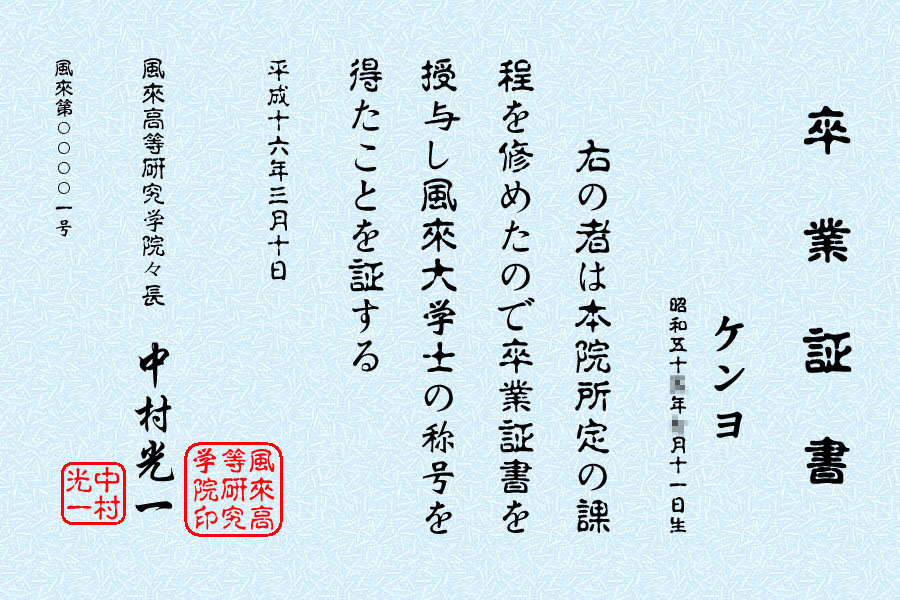 卒業証書
ケンヨ
昭和五十年月十一日生
右の者は本院所定の課
程を修めたので卒業証書を
授与し風來大学士の称号を
得たことを証する
平成十六年三月十日
風來高等研究学院々長
中村光一
風來高
等研究
学院印
中村
光一
風來第〇〇〇〇一号